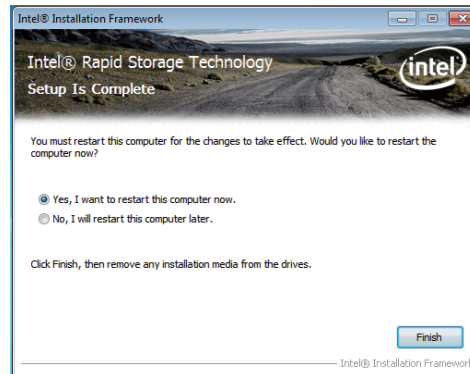 Intel® Installation Framework
Intel® Rapid Storage Technology
intel
Setup Is Complete
You must restart this computer for the changes to take effect. Would you like to restart the
computer now?
Yes, I want to restart this computer now.
No, I will restart this computer later.
Click Finish, then remove any installation media from the drives.
Finish
Intel® Installation Framework